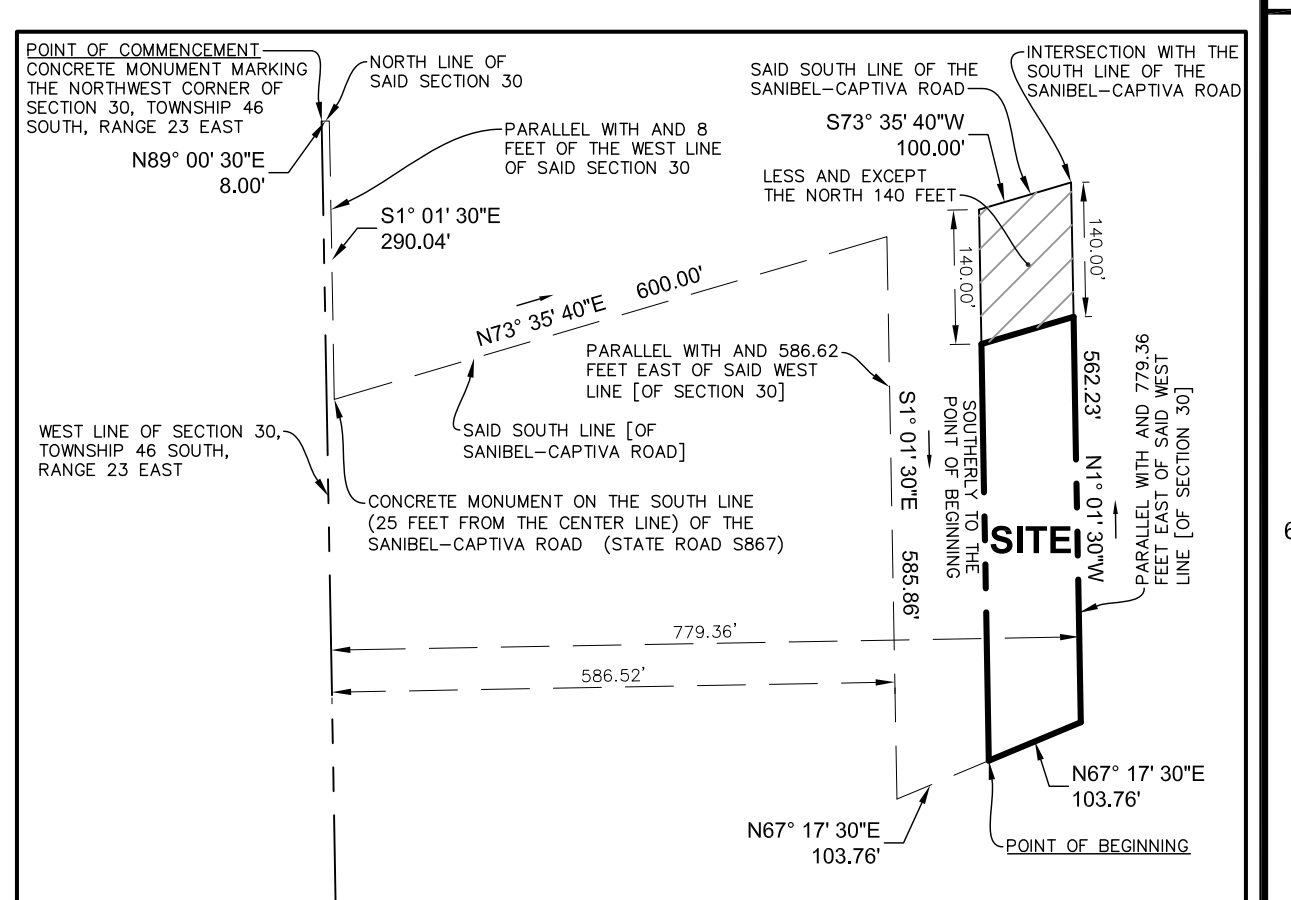 POINT OF COMMENCEMENT
CONCRETE MONUMENT MARKING
THE NORTHWEST CORNER OF
SECTION 30, TOWNSHIP 46
SOUTH, RANGE 23 EAST
NORTH LINE OF
SAID SECTION 30
N89° 00' 30"E
8.00'
PARALLEL WITH AND 8
FEET OF THE WEST LINE
OF SAID SECTION 30
S1° 01' 30"E
290.04'
SAID SOUTH LINE OF THE
SANIBEL-CAPTIVA ROAD
S73° 35' 40"W
100.00'
LESS AND EXCEPT
THE NORTH 140 FEET
INTERSECTION WITH THE
SOUTH LINE OF THE
SANIBEL-CAPTIVA ROAD
140.00'
140.00'
N73° 35' 40"E 600.00'
PARALLEL WITH AND 586.62
FEET EAST OF SAID WEST
LINE [OF SECTION 30]
WEST LINE OF SECTION 30,
TOWNSHIP 46 SOUTH,
RANGE 23 EAST
SAID SOUTH LINE [OF
SANIBEL-CAPTIVA ROAD]
CONCRETE MONUMENT ON THE SOUTH LINE
(25 FEET FROM THE CENTER LINE) OF THE
SANIBEL-CAPTIVA ROAD (STATE ROAD S867)
S1° 01' 30"E 585.86'
SOUTHERLY TO THE
POINT OF BEGINNING
SITE
562.23' N1° 01' 30"W
PARALLEL WITH AND 779.36
FEET EAST OF SAID WEST
LINE [OF SECTION 30]
6
779.36'
586.52'
N67° 17' 30"E
103.76'
N67° 17' 30"E
103.76'
POINT OF BEGINNING